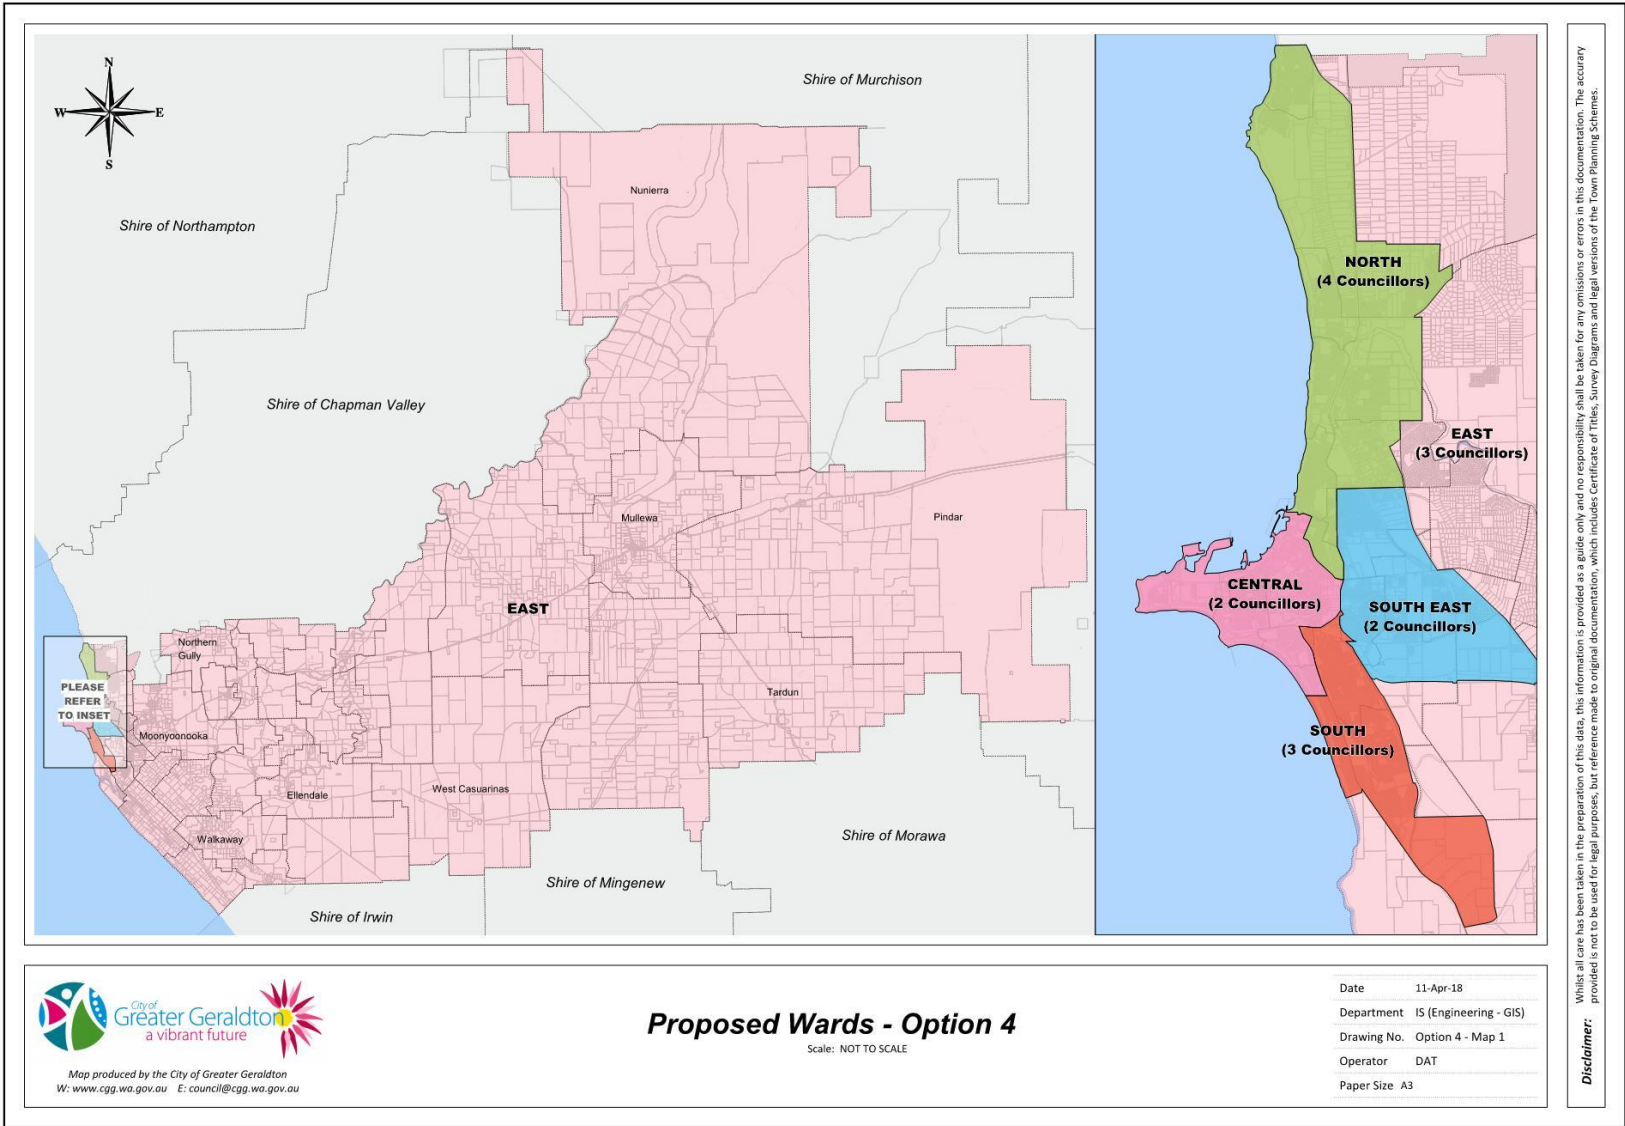 N
W
E
S
Shire of Murchison
Shire of Northampton
Nunierra
Shire of Chapman Valley
Mullewa
Pindar
EAST
Northern
Gully
PLEASE
REFER
TO INSET
Moonyoonooka
Tardun
Ellendale
West Casuarinas
Walkaway
Shire of Morawa
Shire of Mingenew
Shire of Irwin
NORTH
(4 Councillors)
EAST
(3 Councillors)
CENTRAL
(2 Councillors)
SOUTH EAST
(2 Councillors)
SOUTH
(3 Councillors)
City of
Greater Geraldton
a vibrant future
Map produced by the City of Greater Geraldton
W: www.cgg.wa.gov.au E: council@cgg.wa.gov.au
Proposed Wards - Option 4
Scale: NOT TO SCALE
Date 11-Apr-18
Department IS (Engineering - GIS)
Drawing No. Option 4 - Map 1
Operator DAT
Paper Size A3
Disclaimer:
Whilst all care has been taken in the preparation of this data, this information is provided as a guide only and no responsibility shall be taken for any omissions or errors in this documentation. The accurary
provided is not to be used for legal purposes, but reference made to original documentation, which includes Certificate of Titles, Survey Diagrams and legal versions of the Town Planning Schemes.